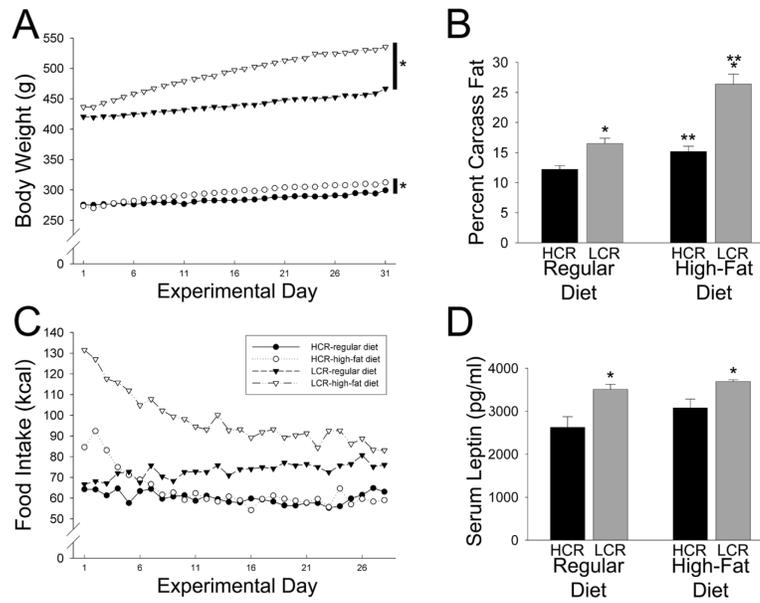 A
Body Weight (g)
550
500
450
400
350
300
250
0
*
*
1 6 11 16 21 26 31
Experimental Day
B
Percent Carcass Fat
30
25
20
15
10
5
0
*
**
**
*
HCR LCR HCR LCR
Regular High-Fat
Diet Diet
C
Food Intake (kcal)
140
130
120
110
100
90
80
70
60
50
0
HCR-regular diet
HCR-high-fat diet
LCR-regular diet
LCR-high-fat diet
1 6 11 16 21 26
Experimental Day
D
Serum Leptin (pg/ml)
4000
3000
2000
1000
0
*
*
HCR LCR HCR LCR
Regular High-Fat
Diet Diet